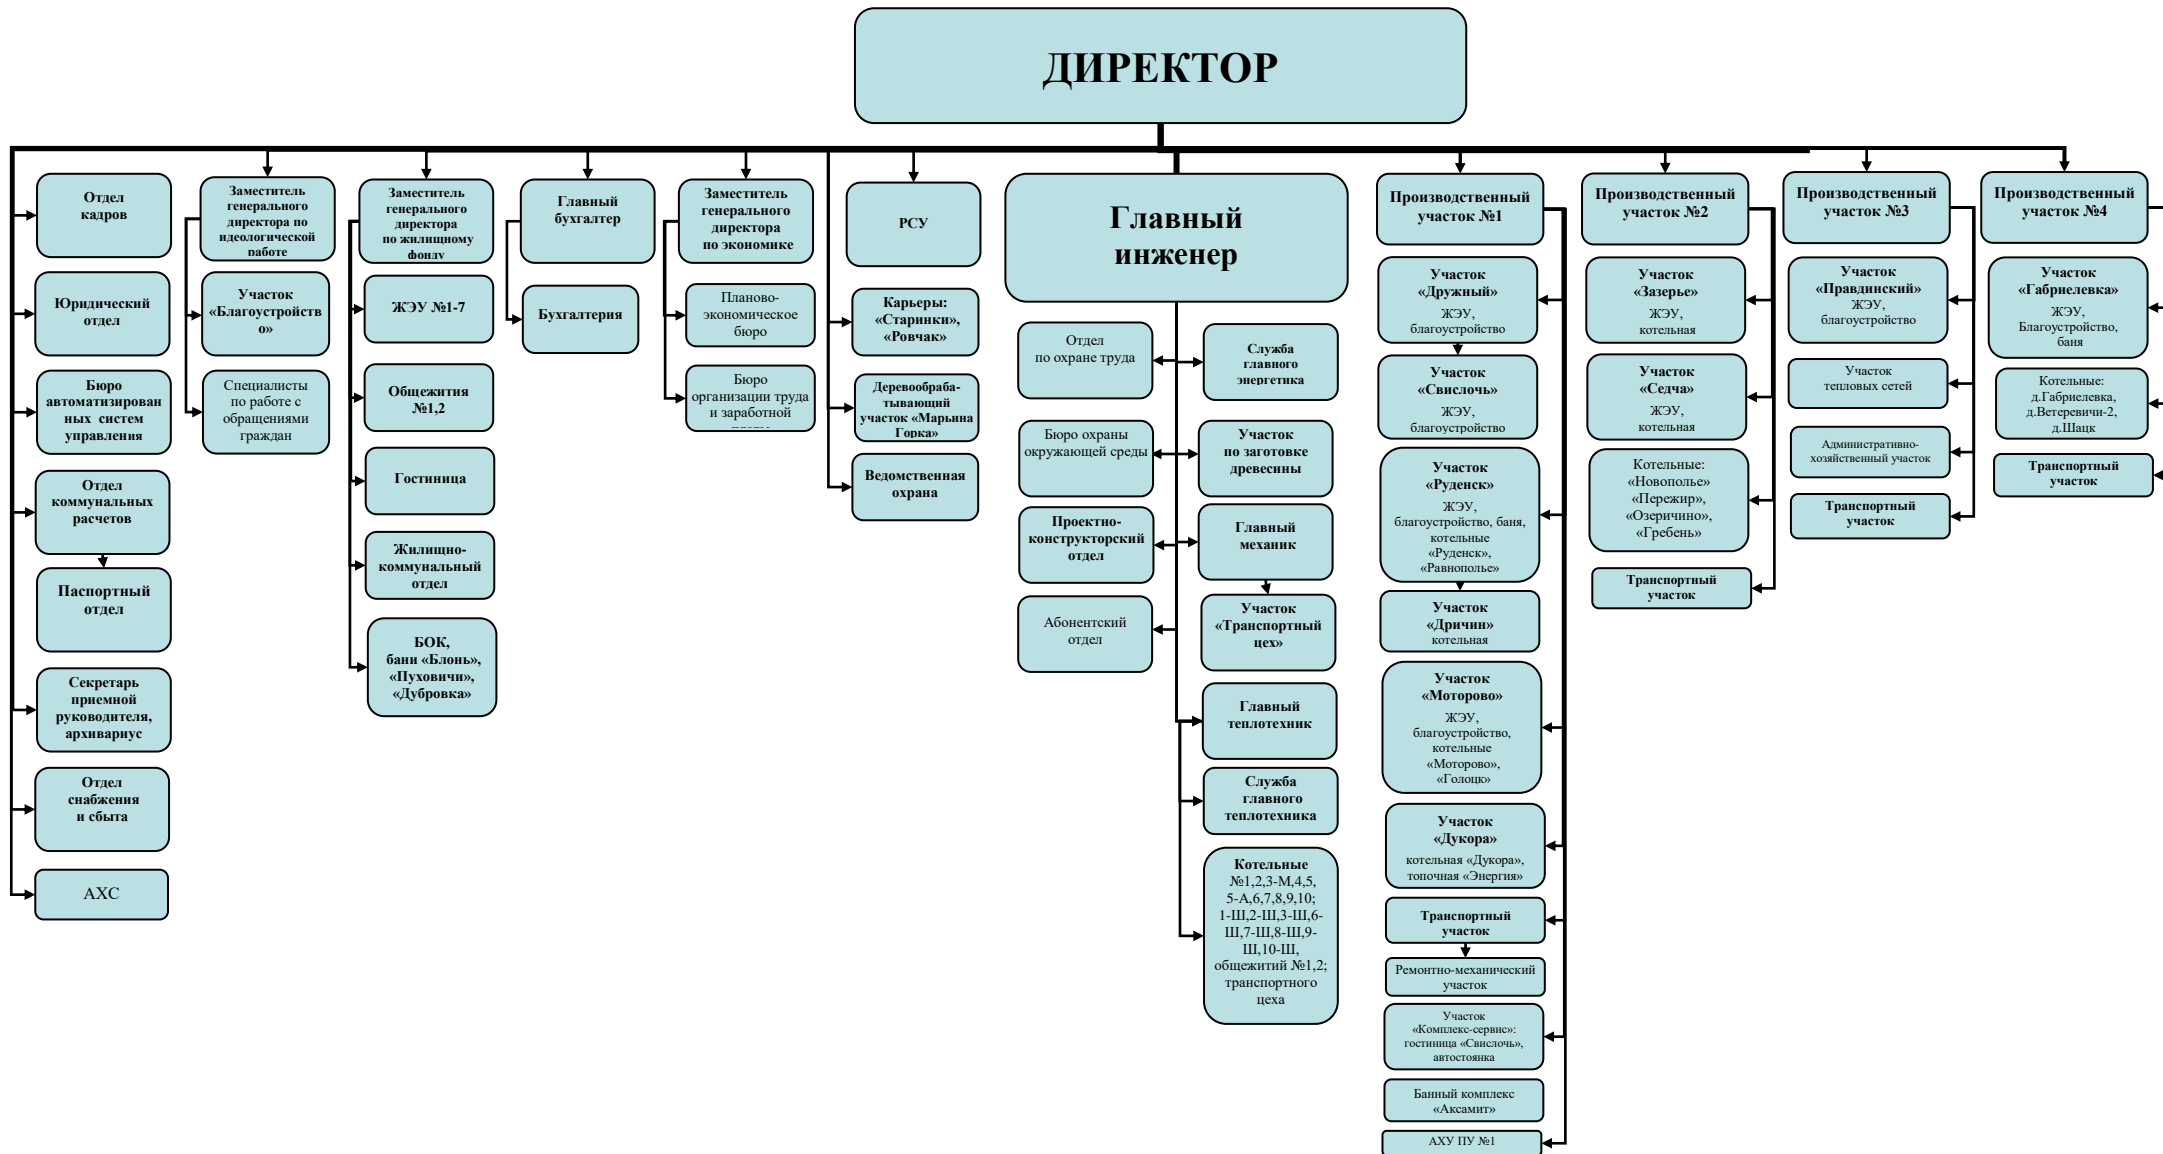 ДИРЕКТОР
Отдел
кадров
Юридический
отдел
Бюро
автоматизирован
ных систем
управления
Отдел
коммунальных
расчетов
Паспортный
отдел
Секретарь
приемной
руководителя,
архивариус
Отдел
снабжения
и сбыта
АХС
Заместитель
генерального
директора по
идеологической
работе
Участок
«Благоустройств
о»
Специалисты
по работе с
обращениями
граждан
Заместитель
генерального
директора
по жилищному
фонду
ЖЭУ №1-7
Общежития
№1,2
Гостиница
Жилищно-
коммунальный
отдел
БОК,
бани «Блонь»,
«Пуховичи»,
«Дубровка»
Главный
бухгалтер
Бухгалтерия
Заместитель
генерального
директора
по экономике
Планово-
экономическое
бюро
Бюро
организации труда
и заработной
РСУ
Карьеры:
«Старинки»,
«Ровчак»
Деревообраба-
тывающий
участок «Марьина
Горка»
Ведомственная
охрана
Главный
инженер
Отдел
по охране труда
Бюро охраны
окружающей среды
Проектно-
конструкторский
отдел
Абонентский
отдел
Служба
главного
энергетика
Участок
по заготовке
древесины
Главный
механик
Участок
«Транспортный
цех»
Главный
теплотехник
Служба
главного
теплотехника
Котельные
№1,2,3-М,4,5,
5-А,6,7,8,9,10;
1-Ш,2-Ш,3-Ш,6-
Ш,7-Ш,8-Ш,9-
Ш,10-Ш,
общежитий №1,2;
транспортного
цеха
Производственный
участок №1
Участок
«Дружный»
ЖЭУ,
благоустройство
Участок
«Свислочь»
ЖЭУ,
благоустройство
Участок
«Руденск»
ЖЭУ,
благоустройство, баня,
котельные
«Руденск»,
«Равнополье»
Участок
«Дричин»
котельная
Участок
«Моторово»
ЖЭУ,
благоустройство,
котельные
«Моторово»,
«Голоцк»
Участок
«Дукора»
котельная «Дукора»,
топочная «Энергия»
Транспортный
участок
Ремонтно-механический
участок
Участок
«Комплекс-сервис»:
гостиница «Свислочь»,
автостоянка
Банный комплекс
«Аксамит»
АХУ ПУ №1
Производственный
участок №2
Участок
«Зазерье»
ЖЭУ,
котельная
Участок
«Седча»
ЖЭУ,
котельная
Котельные:
«Новополье»
«Пережир»,
«Озеричино»,
«Гребень»
Транспортный
участок
Производственный
участок №3
Участок
«Правдинский»
ЖЭУ,
благоустройство
Участок
тепловых сетей
Административно-
хозяйственный участок
Транспортный
участок
Производственный
участок №4
Участок
«Габриелевка»
ЖЭУ,
Благоустройство,
баня
Котельные:
д.Габриелевка,
д.Ветеревичи-2,
д.Шацк
Транспортный
участок